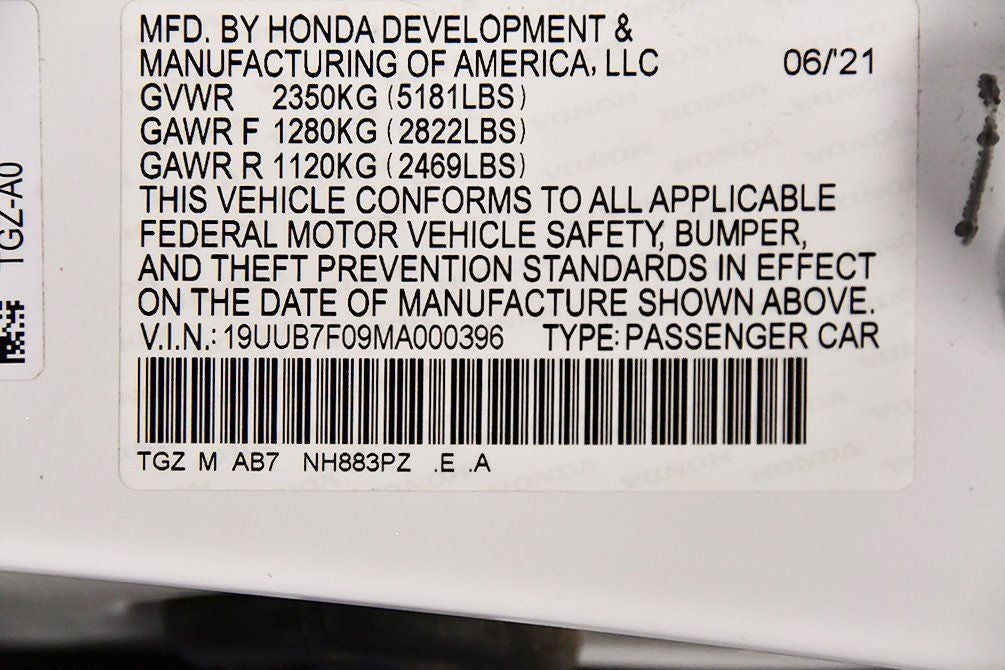 MFD. BY HONDA DEVELOPMENT &
MANUFACTURING OF AMERICA, LLC 06/'21
GVWR 2350KG (5181LBS)
GAWR F 1280KG (2822LBS)
GAWR R 1120KG (2469LBS)
THIS VEHICLE CONFORMS TO ALL APPLICABLE
FEDERAL MOTOR VEHICLE SAFETY, BUMPER,
AND THEFT PREVENTION STANDARDS IN EFFECT
ON THE DATE OF MANUFACTURE SHOWN ABOVE.
V.I.N.: 19UUB7F09MA000396 TYPE: PASSENGER CAR
TGZ M AB7 NH883PZ .E .A
TGZ-A0